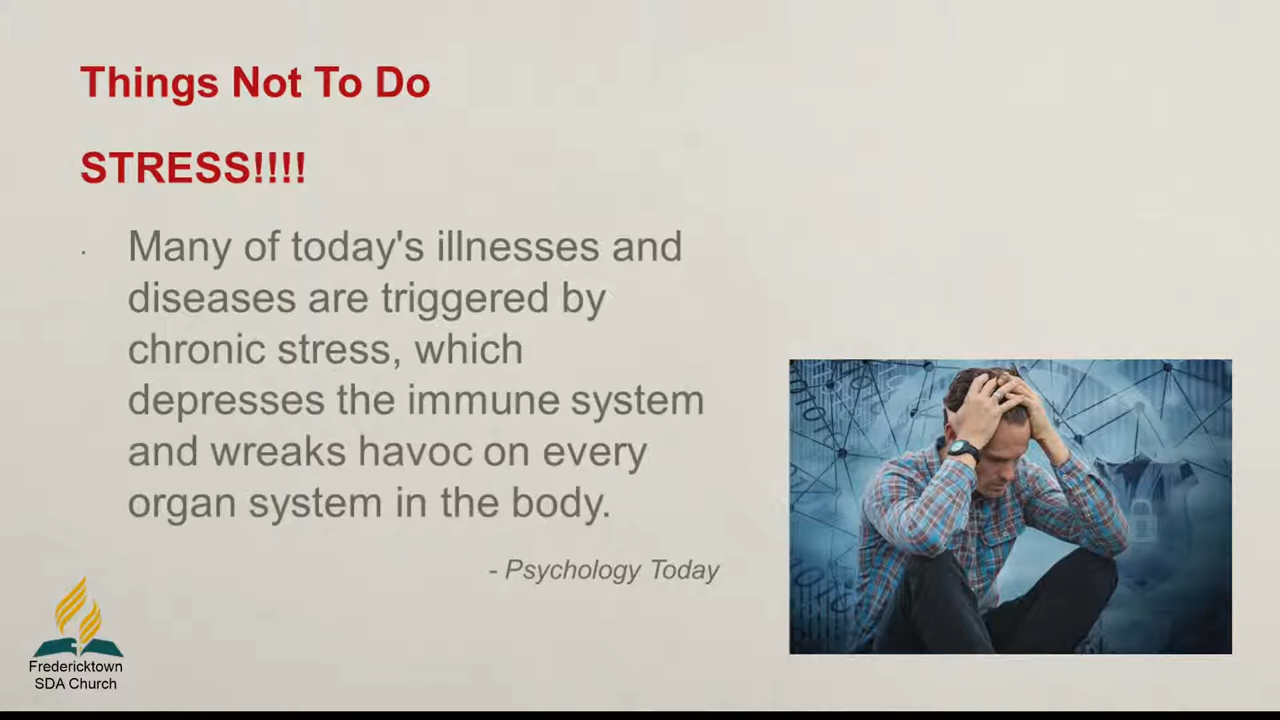 Things Not To Do
STRESS!!!!
· Many of today's illnesses and
diseases are triggered by
chronic stress, which
depresses the immune system
and wreaks havoc on every
organ system in the body.
- Psychology Today
Fredericktown
SDA Church